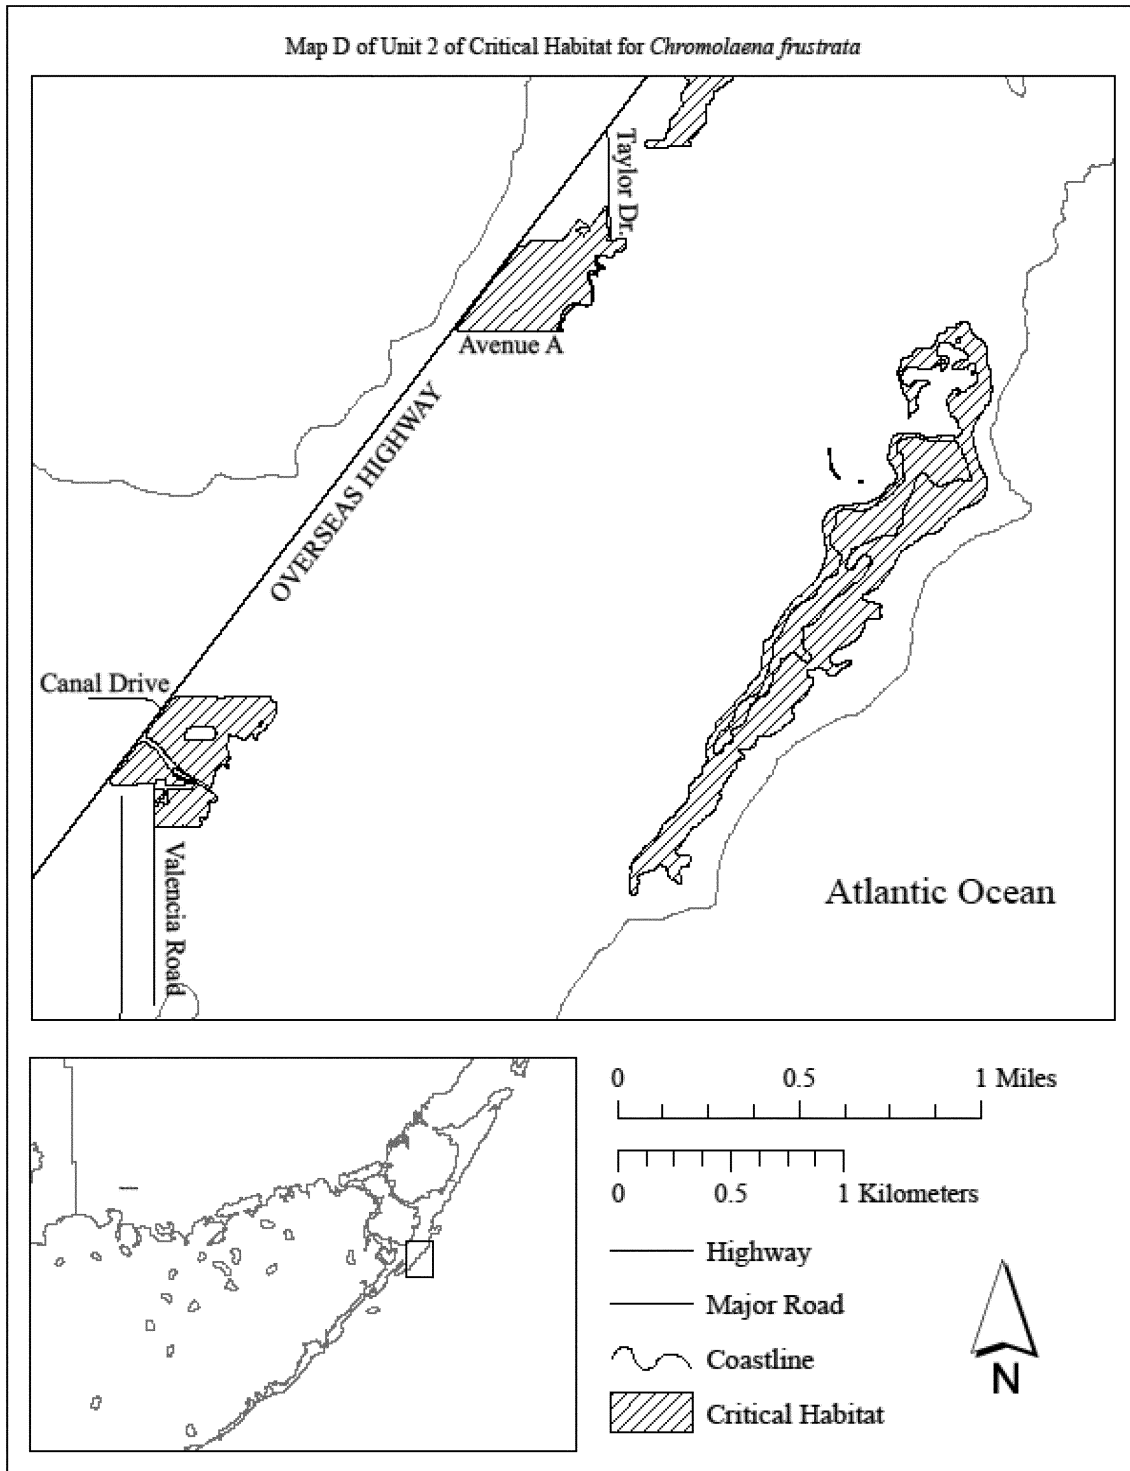 Map D of Unit 2 of Critical Habitat for Chromolaena frustrata
Taylor Dr.
Avenue A
OVERSEAS HIGHWAY
Canal Drive
Valencia Road
Atlantic Ocean
0 0.5 1 Miles
0 0.5 1 Kilometers
Highway
Major Road
Coastline
Critical Habitat
N